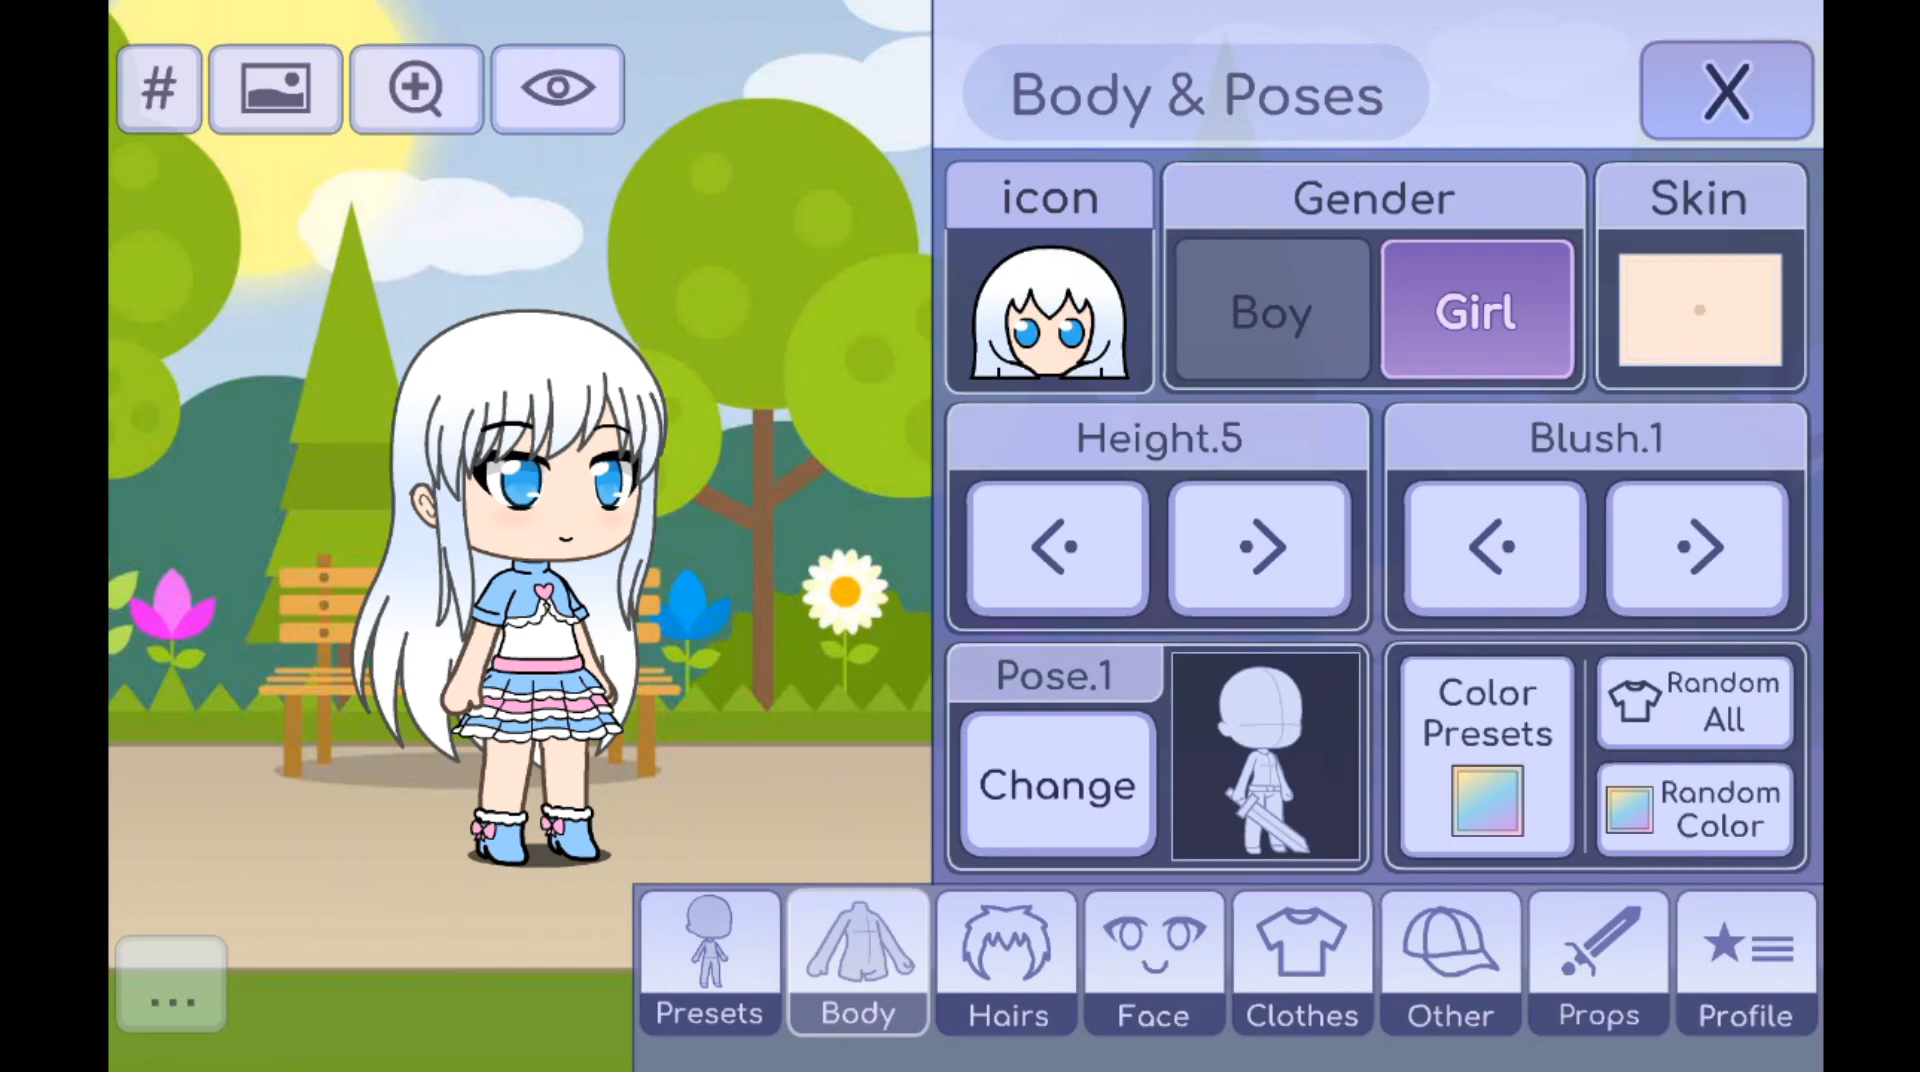 #
Body & Poses
X
icon
Gender
Skin
Boy
Girl
Height.5
Blush.1
Pose.1
Change
Color
Presets
Random
All
Random
Color
...
Presets
Body
Hairs
Face
Clothes
Other
Props
Profile